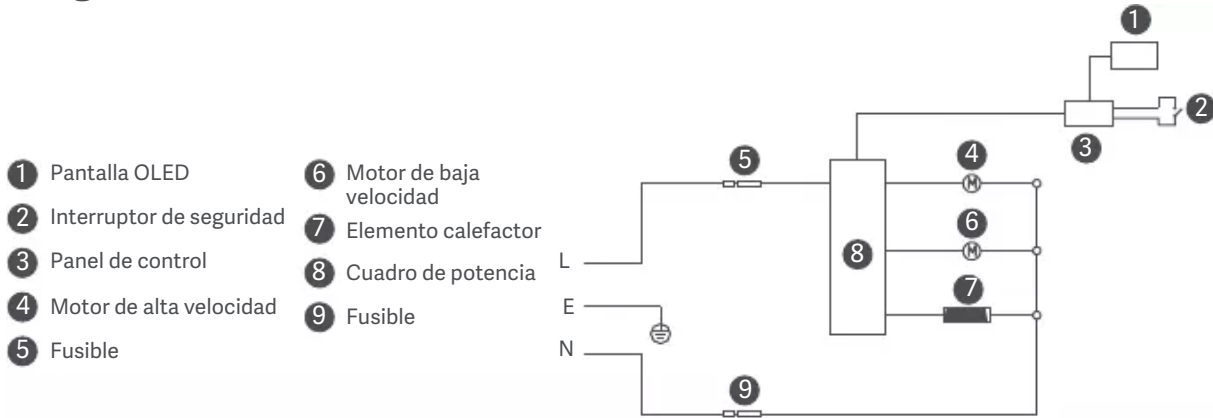 1 Pantalla OLED
2 Interruptor de seguridad
3 Panel de control
4 Motor de alta velocidad
5 Fusible
6 Motor de baja
velocidad
7 Elemento calefactor
8 Cuadro de potencia
9 Fusible
L
E
N
5
9
8
4
M
6
M
7
1
2
3